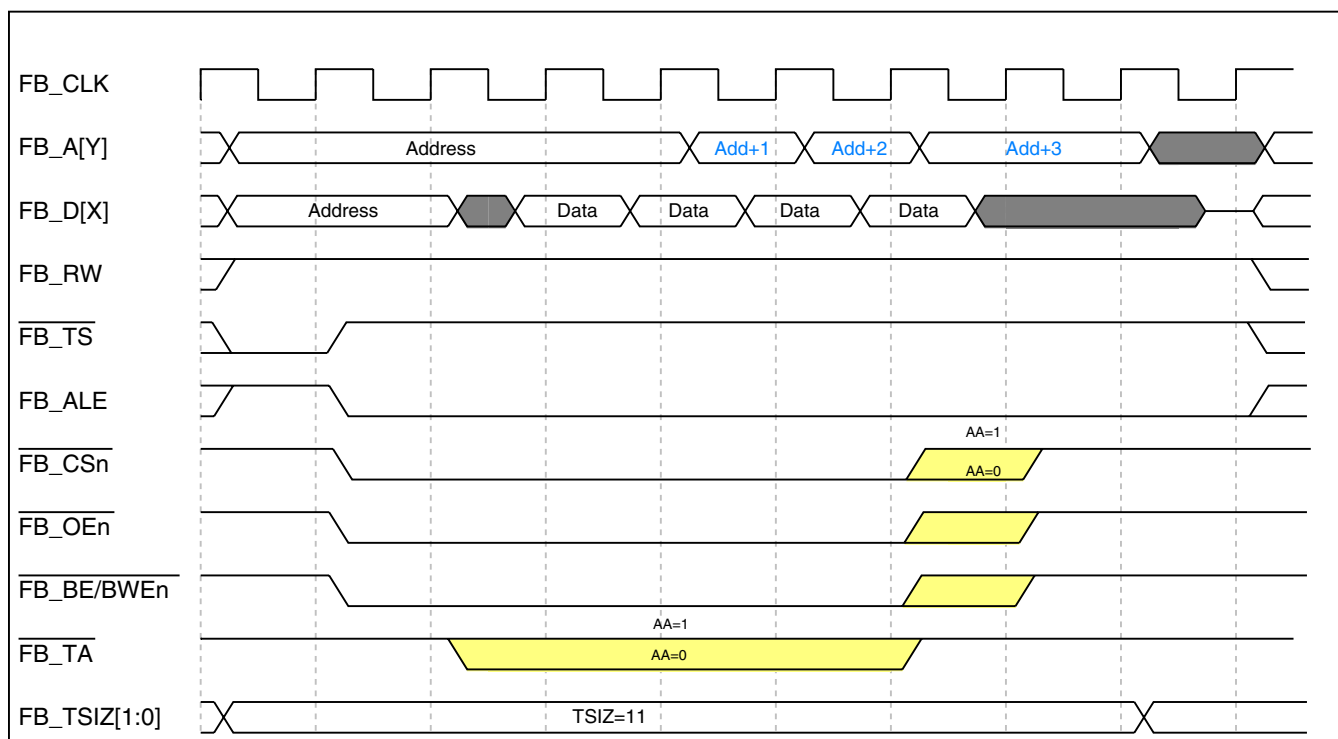 FB_CLK
FB_A[Y] Address Add+1 Add+2 Add+3
FB_D[X] Address Data Data Data Data
FB_RW
FB_TS
FB_ALE
AA=1
FB_CSn AA=0
FB_OEn
FB_BE/BWEn
AA=1
FB_TA AA=0
FB_TSIZ[1:0] TSIZ=11